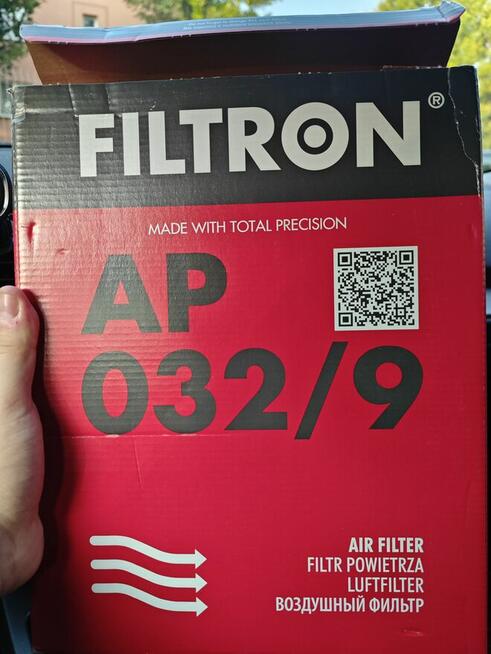 FILTRON®
MADE WITH TOTAL PRECISION
AP
032/9
AIR FILTER
FILTR POWIETRZA
LUFTFILTER
ВОЗДУШНЫЙ ФИЛЬТР